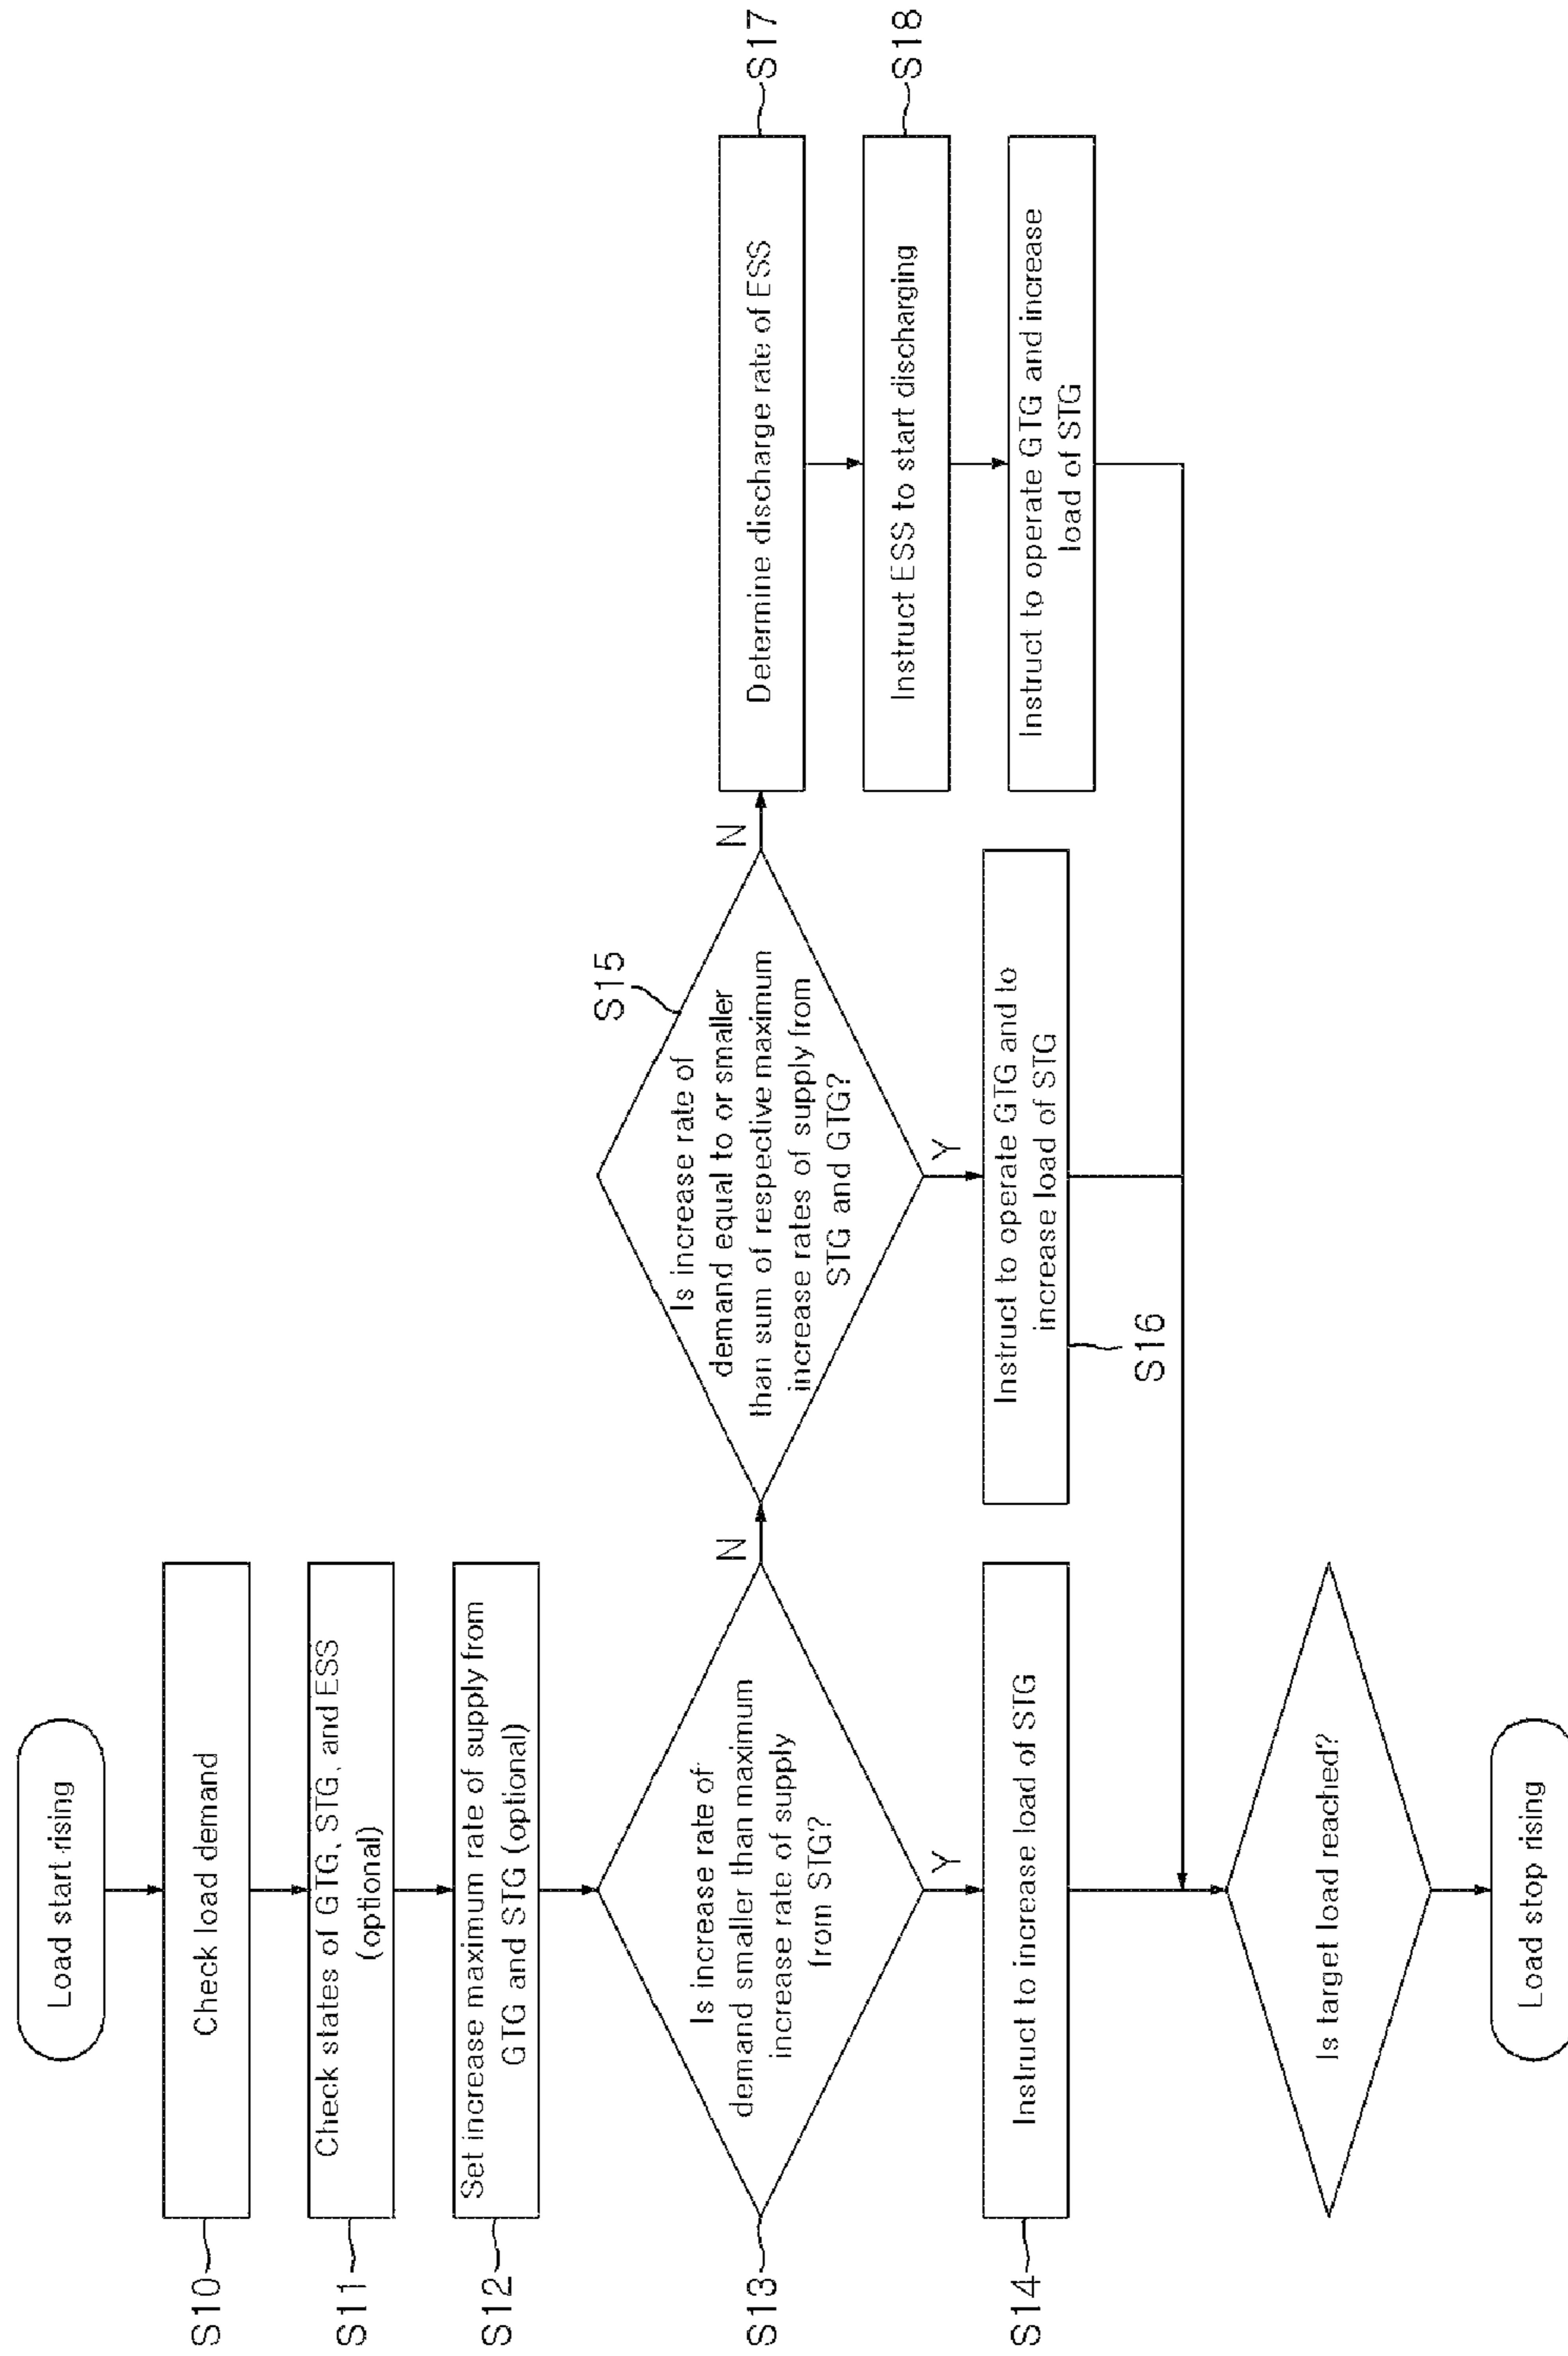 Load start rising
S10
Check load demand
S11
Check states of GTG, STG, and ESS
(optional)
S12
Set increase maximum rate of supply from
GTG and STG (optional)
S13
Is increase rate of
demand smaller than maximum
increase rate of supply
from STG?
N
Y
S14
Instruct to increase load of STG
S15
Is increase rate of
demand equal to or smaller
than sum of respective maximum
increase rates of supply from
STG and GTG?
N
Y
Instruct to operate GTG and to
increase load of STG
S16
Determine discharge rate of ESS
S17
Instruct ESS to start discharging
S18
Instruct to operate GTG and increase
load of STG
Is target load reached?
Load stop rising